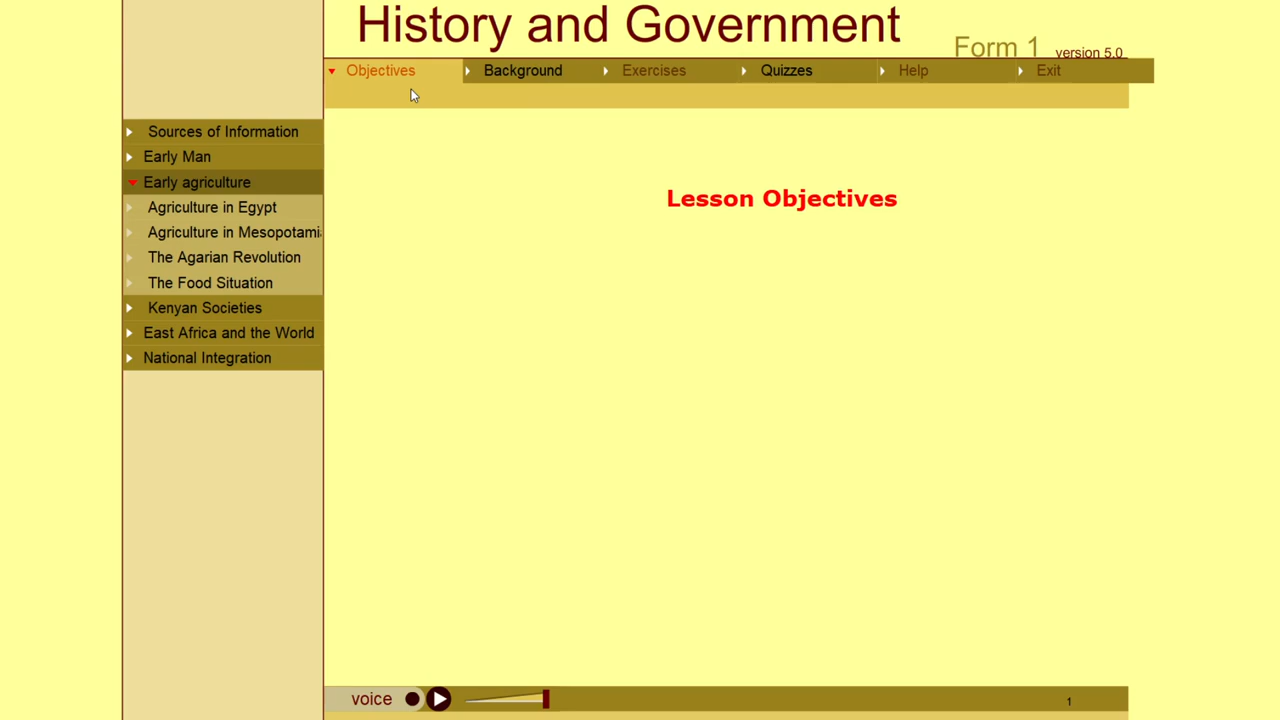 History and Government
Form 1 version 5.0
Objectives Background Exercises Quizzes Help Exit
Sources of Information
Early Man
Early agriculture
Agriculture in Egypt
Agriculture in Mesopotami
The Agarian Revolution
The Food Situation
Kenyan Societies
East Africa and the World
National Integration
Lesson Objectives
voice
1